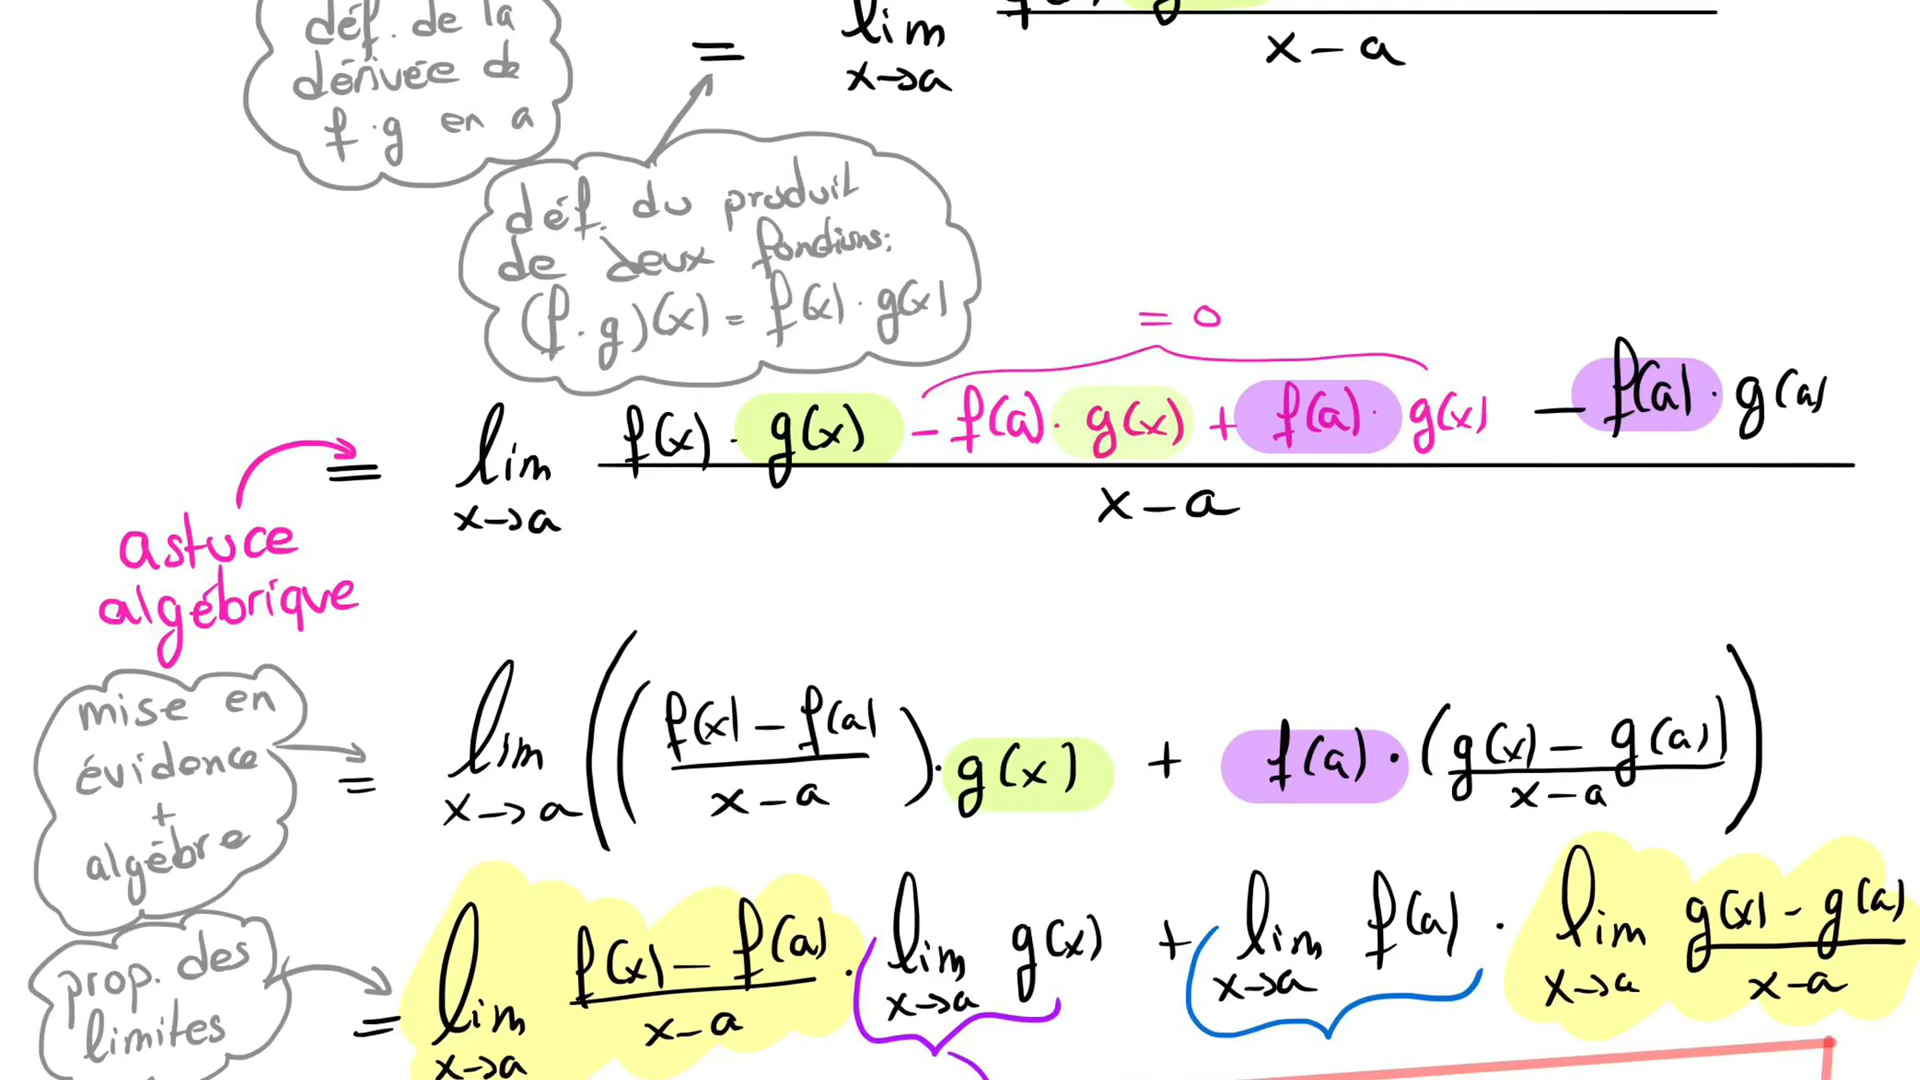 déf. de la
dérivée de
f·g en a
= lim
x→a
x-a
déf. du produit
de deux fonctions:
(f·g)(x) = f(x)·g(x)
= 0
= lim f(x)· g(x) - f(a)· g(x) + f(a)· g(x) - f(a)· g(a)
x→a x-a
astuce
algébrique
mise en
évidence
+
algèbre
= lim ((f(x) - f(a) / x-a)· g(x) + f(a)· (g(x) - g(a) / x-a))
x→a
prop. des
limites
= lim f(x) - f(a) / x-a · lim g(x) + lim f(a) · lim g(x) - g(a) / x-a
x→a x→a x→a x→a